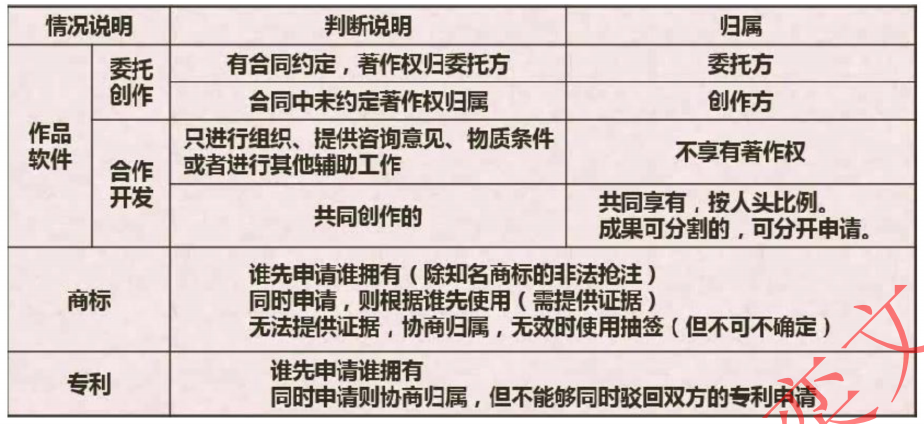 情况说明 判断说明 归属
作品
软件
委托
创作
有合同约定，著作权归委托方 委托方
合同中未约定著作权归属 创作方
合作
开发
只进行组织、提供咨询意见、物质条件
或者进行其他辅助工作
不享有著作权
共同创作的
共同享有，按人头比例。
成果可分割的，可分开申请。
商标
谁先申请谁拥有（除知名商标的非法抢注）
同时申请，则根据谁先使用（需提供证据）
无法提供证据，协商归属，无效时使用抽签（但不可不确定）
专利
谁先申请谁拥有
同时申请则协商归属，但不能够同时驳回双方的专利申请
文